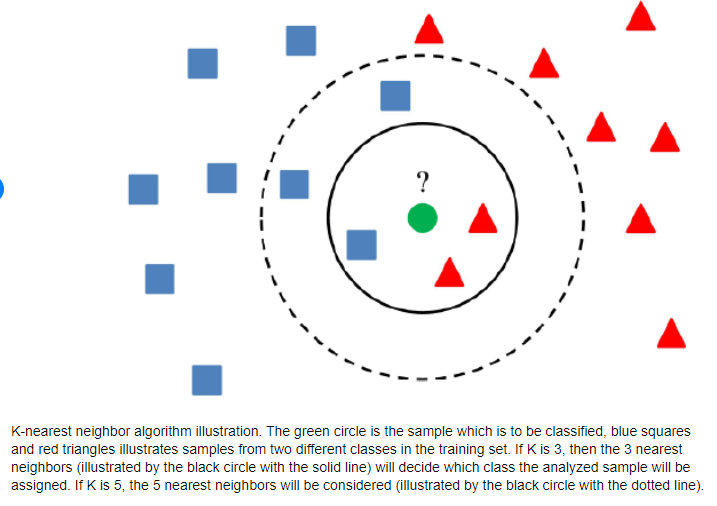 ?
K-nearest neighbor algorithm illustration. The green circle is the sample which is to be classified, blue squares
and red triangles illustrates samples from two different classes in the training set. If K is 3, then the 3 nearest
neighbors (illustrated by the black circle with the solid line) will decide which class the analyzed sample will be
assigned. If K is 5, the 5 nearest neighbors will be considered (illustrated by the black circle with the dotted line).